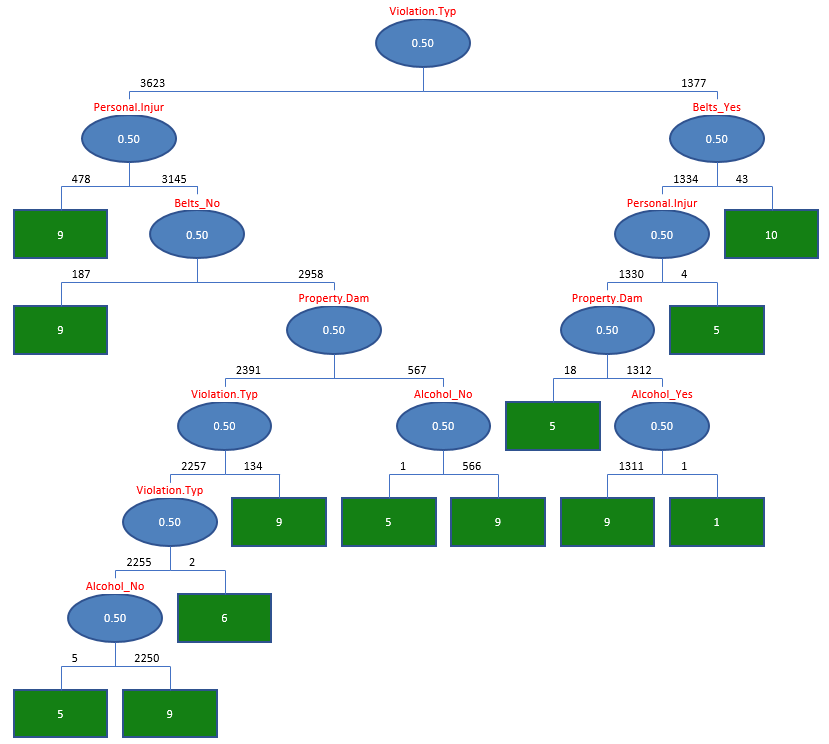 Violation.Typ
0.50
3623 1377
Personal.Injur Belts_Yes
0.50 0.50
478 3145 1334 43
Belts_No Personal.Injur
9 0.50 0.50 10
187 2958 1330 4
Property.Dam Property.Dam
9 0.50 0.50 5
2391 567 18 1312
Violation.Typ Alcohol_No Alcohol_Yes
0.50 0.50 5 0.50
2257 134 1 566 1311 1
Violation.Typ
0.50 9 5 9 9 1
2255 2
Alcohol_No
0.50 6
5 2250
5 9